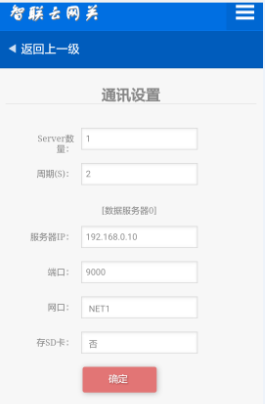 智联云网关
返回上一级
通讯设置
Server数量: 1
周期(S): 2
[数据服务器0]
服务器IP: 192.168.0.10
端口: 9000
网口: NET1
存SD卡: 否
确定